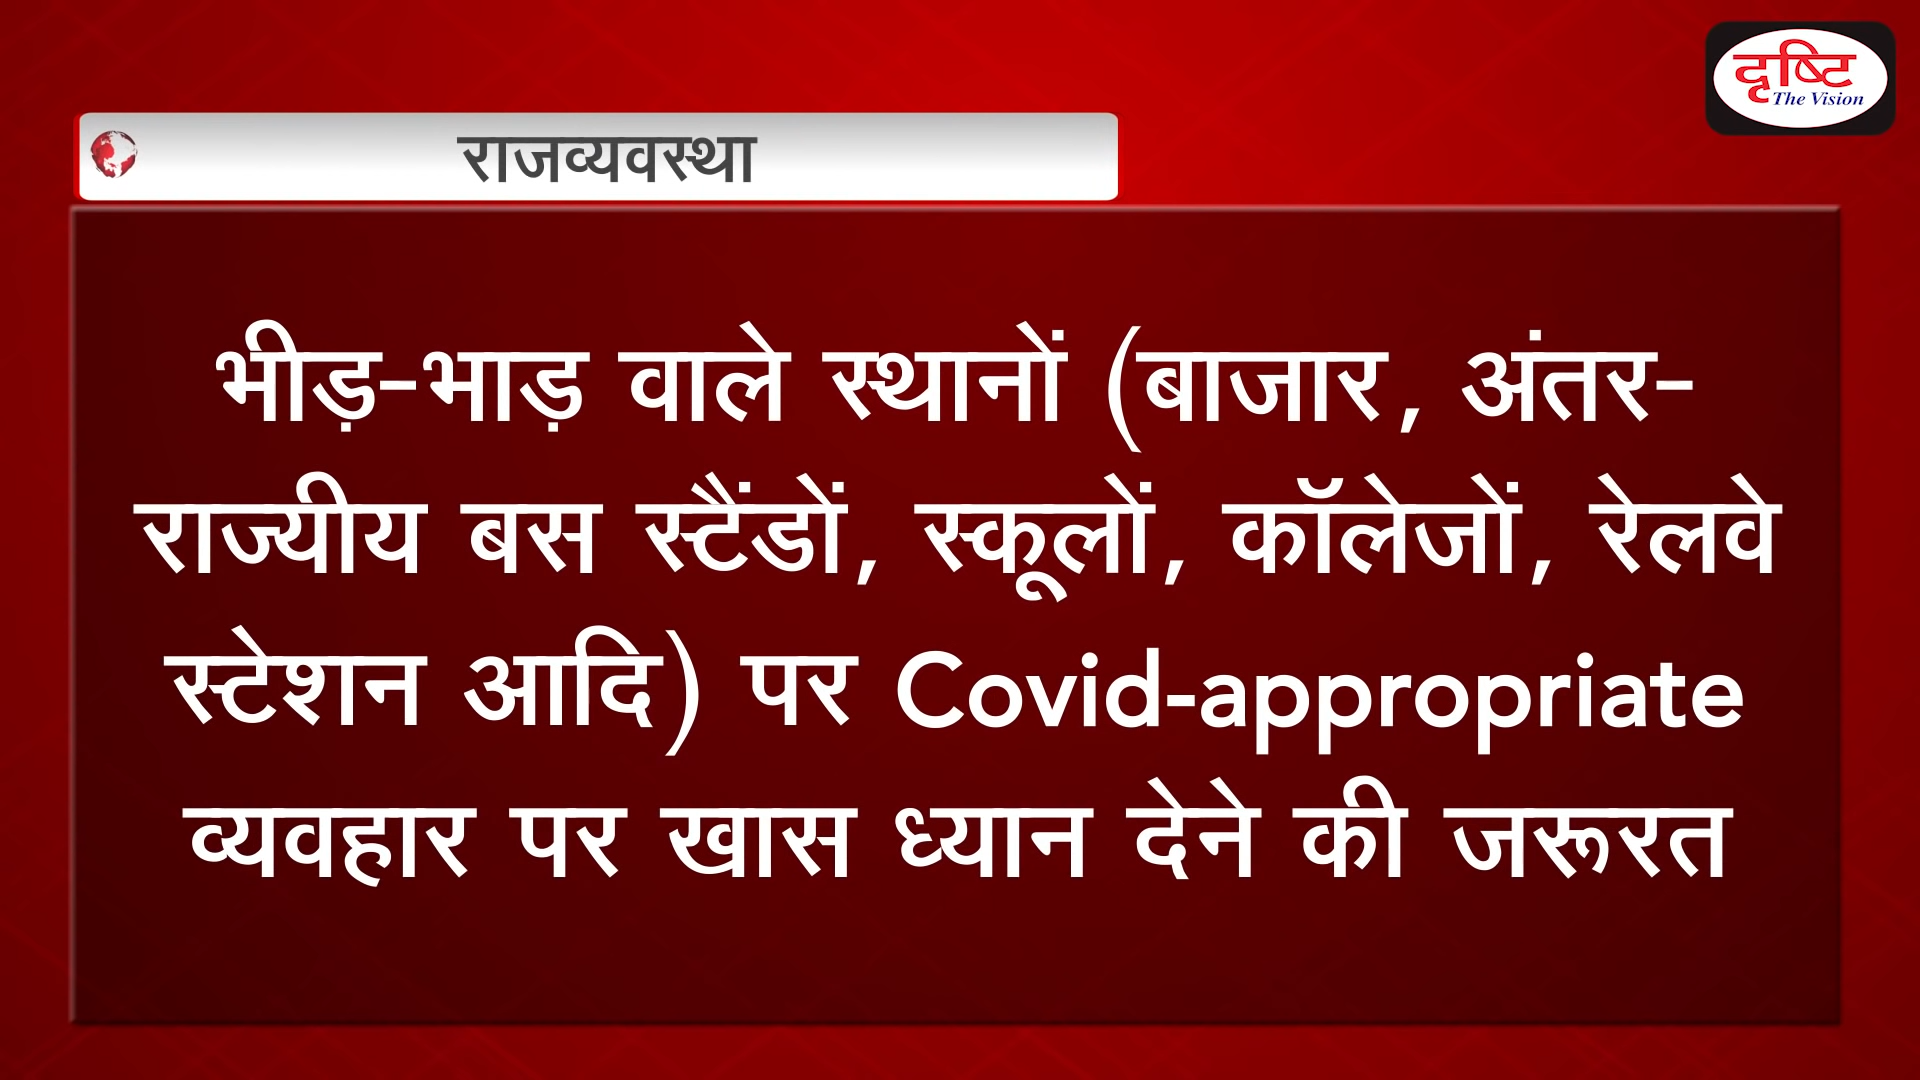 दृष्टि
The Vision
राजव्यवस्था
भीड़-भाड़ वाले स्थानों (बाजार, अंतर-
राज्यीय बस स्टैंडों, स्कूलों, कॉलेजों, रेलवे
स्टेशन आदि) पर Covid-appropriate
व्यवहार पर खास ध्यान देने की जरूरत